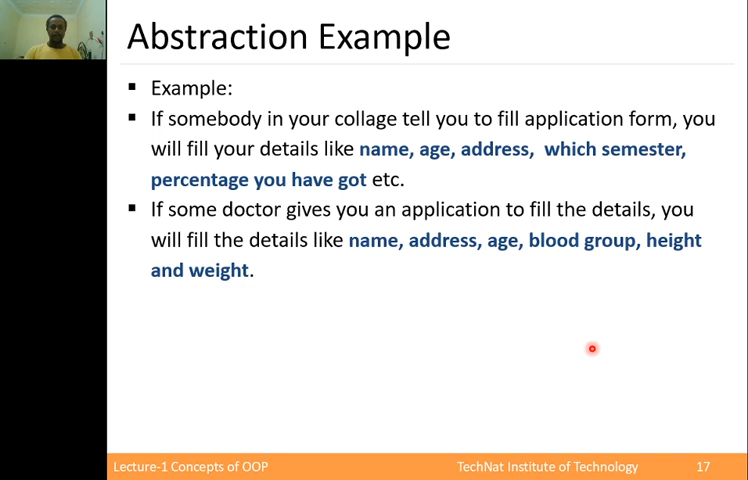 Abstraction Example
▪ Example:
▪ If somebody in your collage tell you to fill application form, you
will fill your details like name, age, address, which semester,
percentage you have got etc.
▪ If some doctor gives you an application to fill the details, you
will fill the details like name, address, age, blood group, height
and weight.
Lecture-1 Concepts of OOP
TechNat Institute of Technology
17